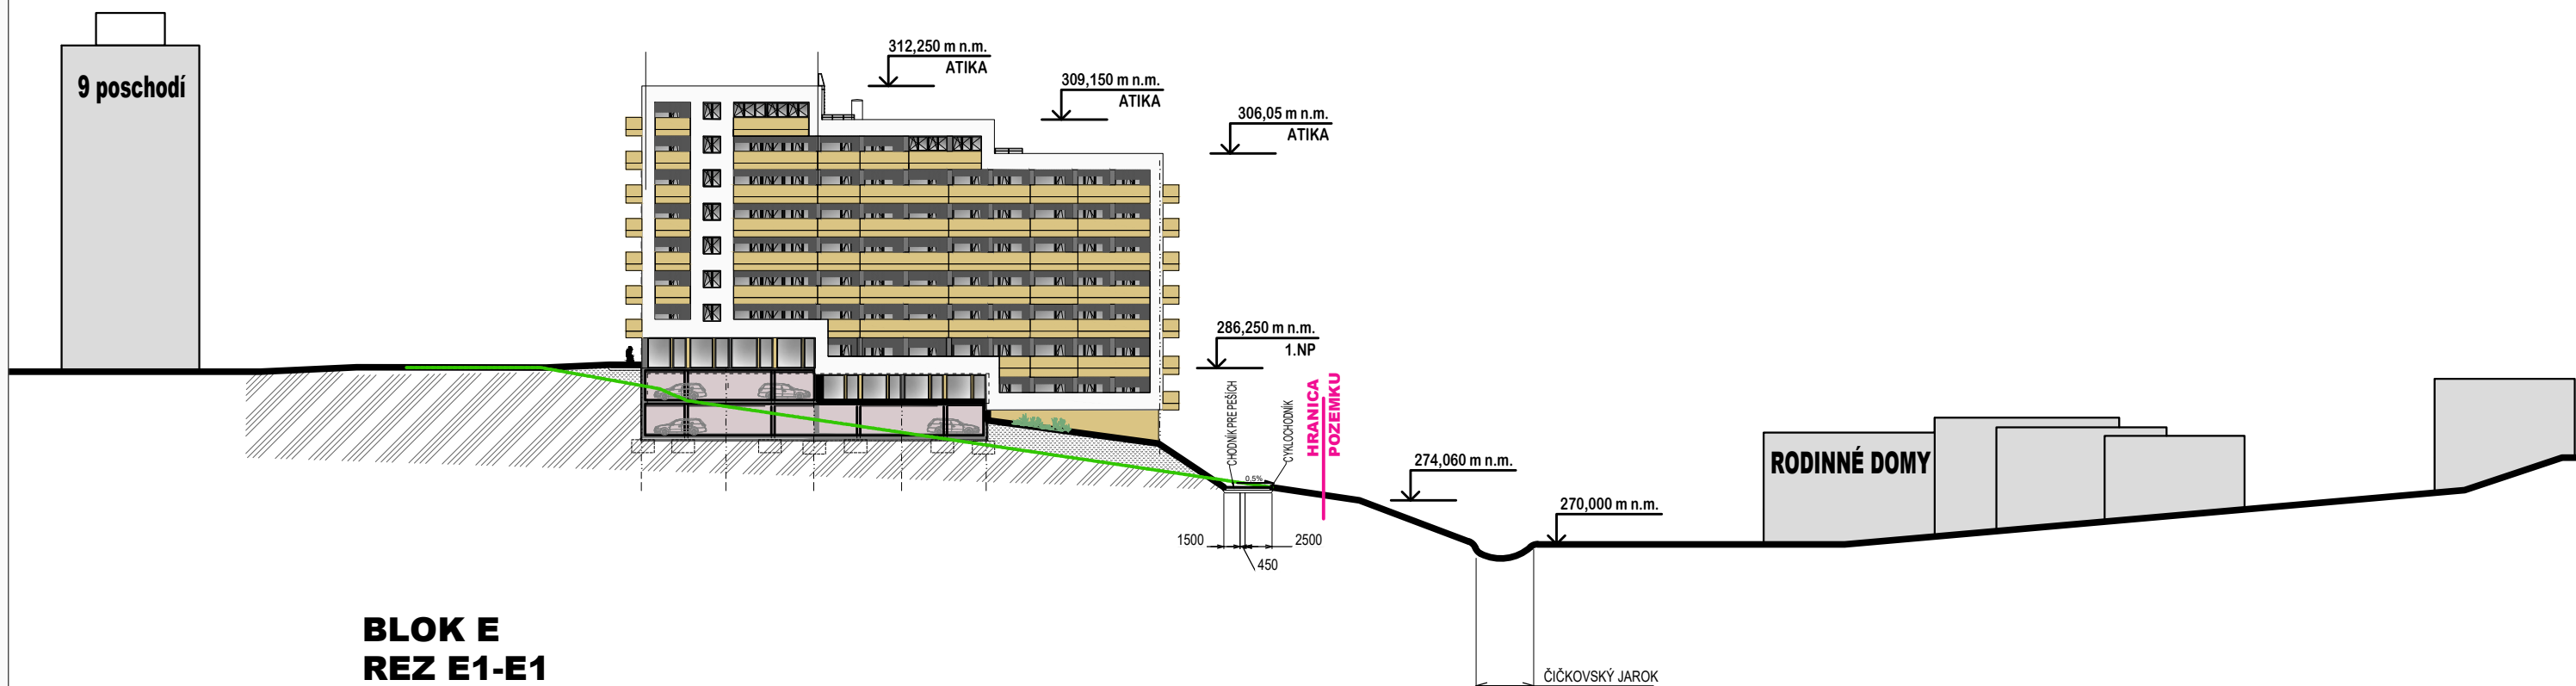 9 poschodí
312,250 m n.m.
ATIKA
309,150 m n.m.
ATIKA
306,05 m n.m.
ATIKA
286,250 m n.m.
1.NP
CHODNÍK PRE PEŠÍCH
CYKLOCHODNÍK
HRANICA
POZEMKU
0,5%
274,060 m n.m.
270,000 m n.m.
RODINNÉ DOMY
1500
2500
450
BLOK E
REZ E1-E1
ČIČKOVSKÝ JAROK